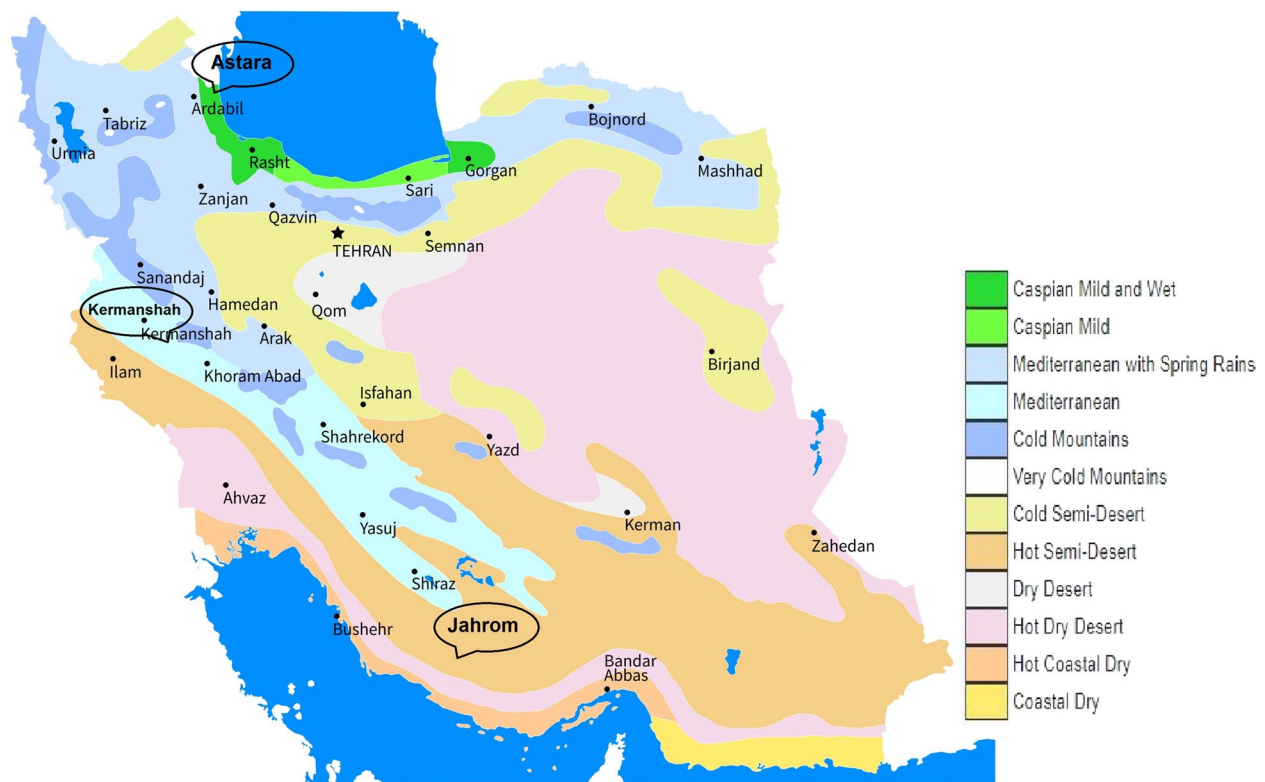 Astara
Ardabil
Tabriz
Urmia
Rasht
Bojnord
Gorgan
Mashhad
Sari
Zanjan
Qazvin
TEHRAN
Semnan
Sanandaj
Hamedan
Qom
Kermanshah
Kermanshah
Arak
Ilam
Khoram Abad
Birjand
Isfahan
Shahrekord
Yazd
Ahvaz
Yasuj
Kerman
Zahedan
Shiraz
Bushehr
Jahrom
Bandar
Abbas
Caspian Mild and Wet
Caspian Mild
Mediterranean with Spring Rains
Mediterranean
Cold Mountains
Very Cold Mountains
Cold Semi-Desert
Hot Semi-Desert
Dry Desert
Hot Dry Desert
Hot Coastal Dry
Coastal Dry